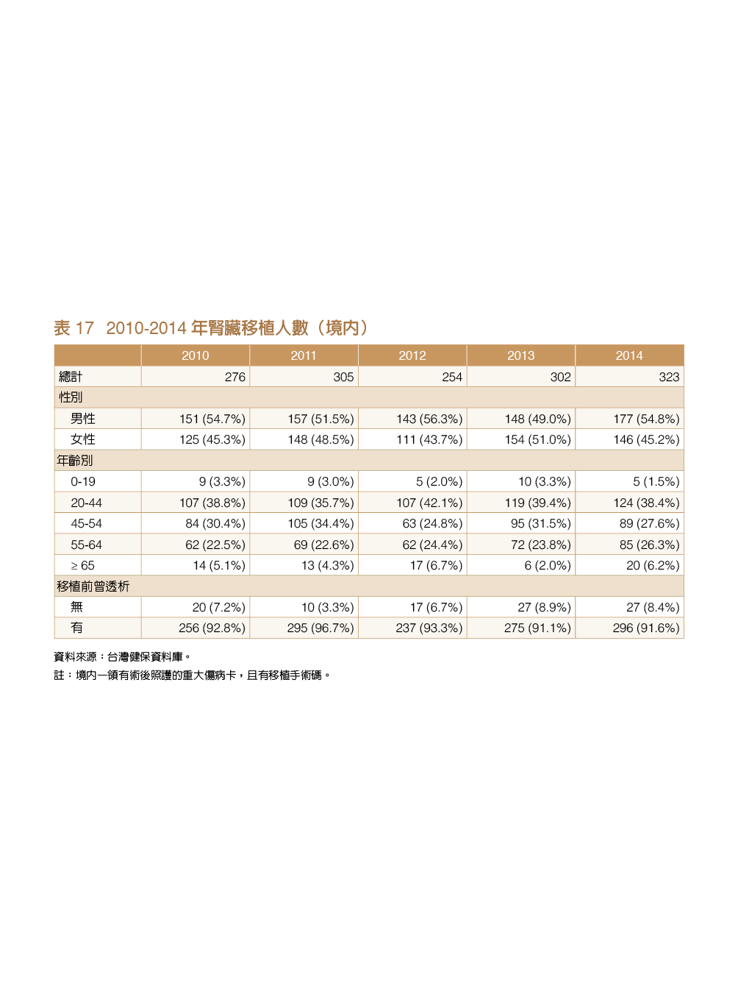 表 17 2010-2014 年腎臟移植人數（境內）
2010 2011 2012 2013 2014
總計 276 305 254 302 323
性別
男性 151 (54.7%) 157 (51.5%) 143 (56.3%) 148 (49.0%) 177 (54.8%)
女性 125 (45.3%) 148 (48.5%) 111 (43.7%) 154 (51.0%) 146 (45.2%)
年齡別
0-19 9 (3.3%) 9 (3.0%) 5 (2.0%) 10 (3.3%) 5 (1.5%)
20-44 107 (38.8%) 109 (35.7%) 107 (42.1%) 119 (39.4%) 124 (38.4%)
45-54 84 (30.4%) 105 (34.4%) 63 (24.8%) 95 (31.5%) 89 (27.6%)
55-64 62 (22.5%) 69 (22.6%) 62 (24.4%) 72 (23.8%) 85 (26.3%)
≥ 65 14 (5.1%) 13 (4.3%) 17 (6.7%) 6 (2.0%) 20 (6.2%)
移植前曾透析
無 20 (7.2%) 10 (3.3%) 17 (6.7%) 27 (8.9%) 27 (8.4%)
有 256 (92.8%) 295 (96.7%) 237 (93.3%) 275 (91.1%) 296 (91.6%)
資料來源：台灣健保資料庫。
註：境內—領有術後照護的重大傷病卡，且有移植手術碼。